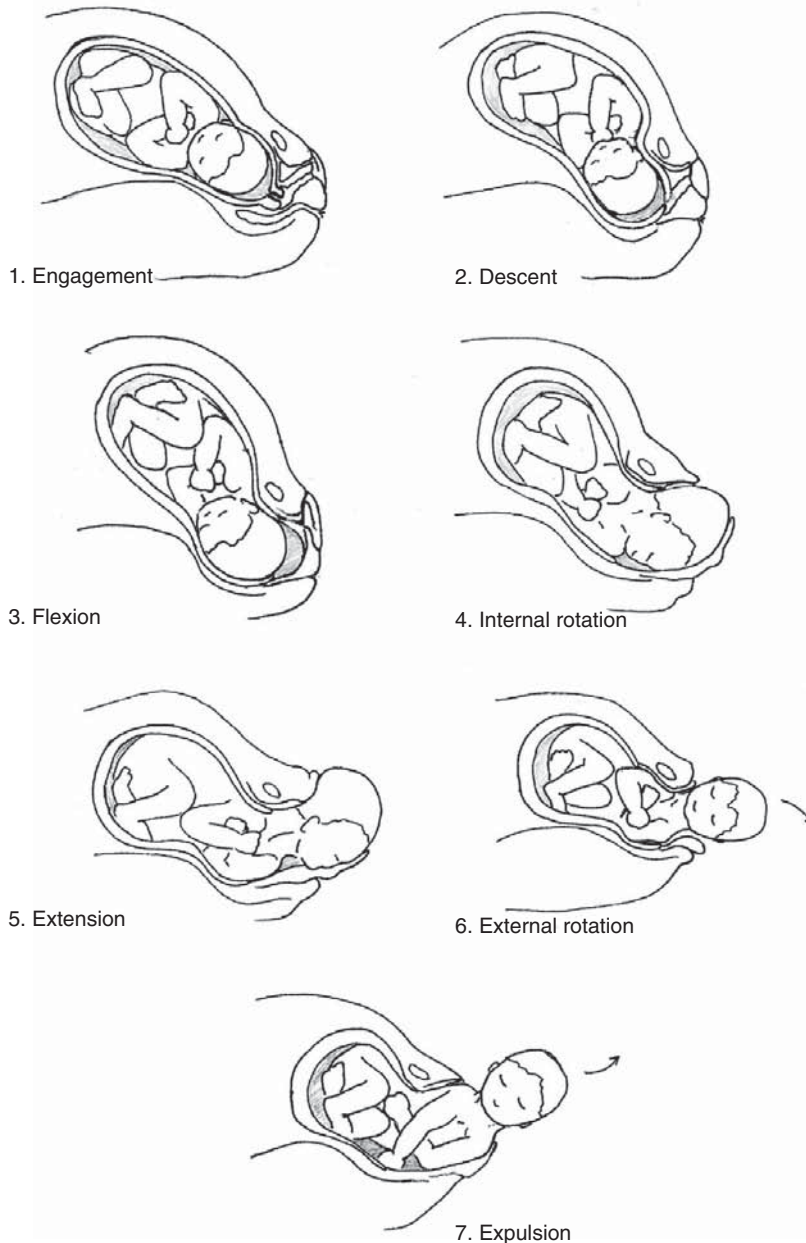 1. Engagement
2. Descent
3. Flexion
4. Internal rotation
5. Extension
6. External rotation
7. Expulsion